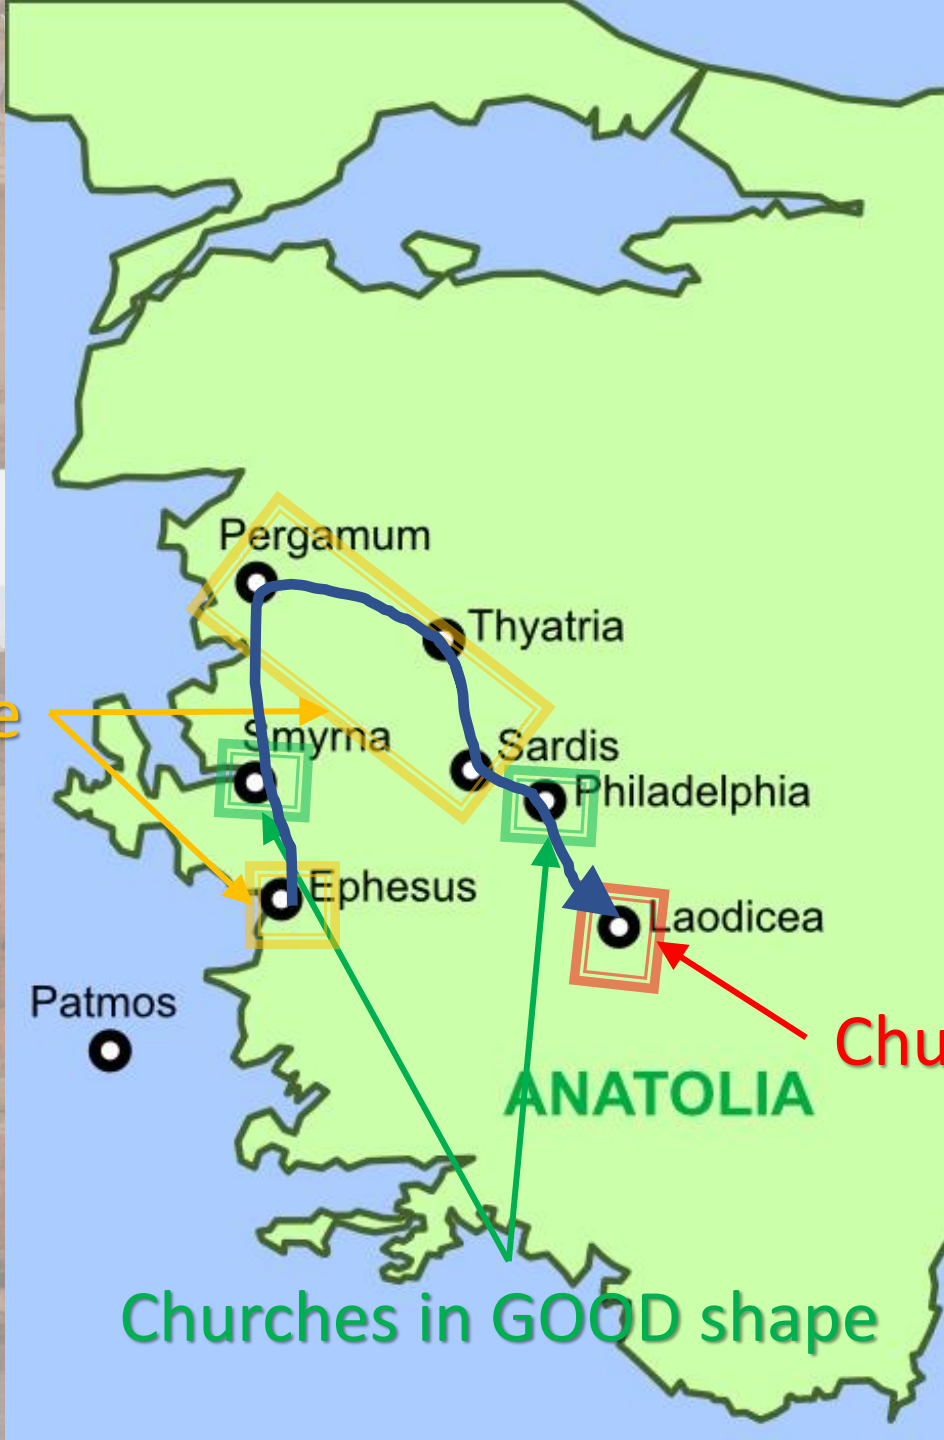 Pergamum
Thyatria
Smyrna
Sardis
Philadelphia
Ephesus
Laodicea
Patmos
ANATOLIA
Churches in GOOD shape